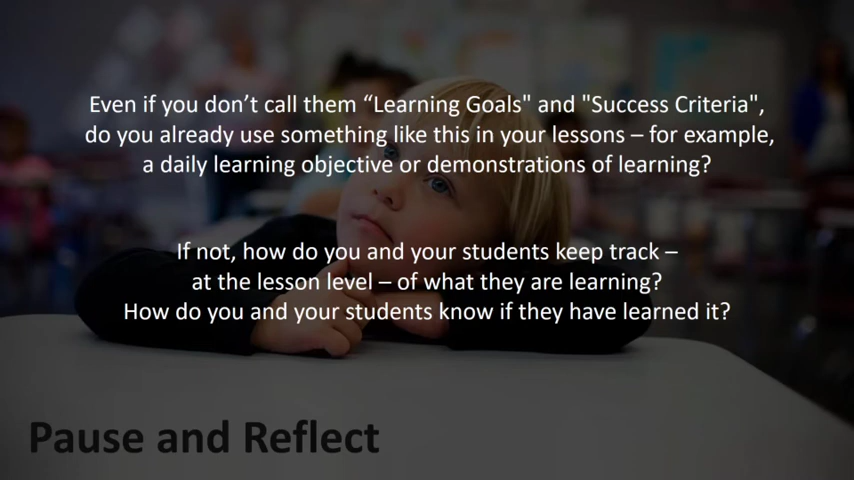 Even if you don’t call them “Learning Goals" and "Success Criteria",
do you already use something like this in your lessons – for example,
a daily learning objective or demonstrations of learning?
If not, how do you and your students keep track –
at the lesson level – of what they are learning?
How do you and your students know if they have learned it?
Pause and Reflect